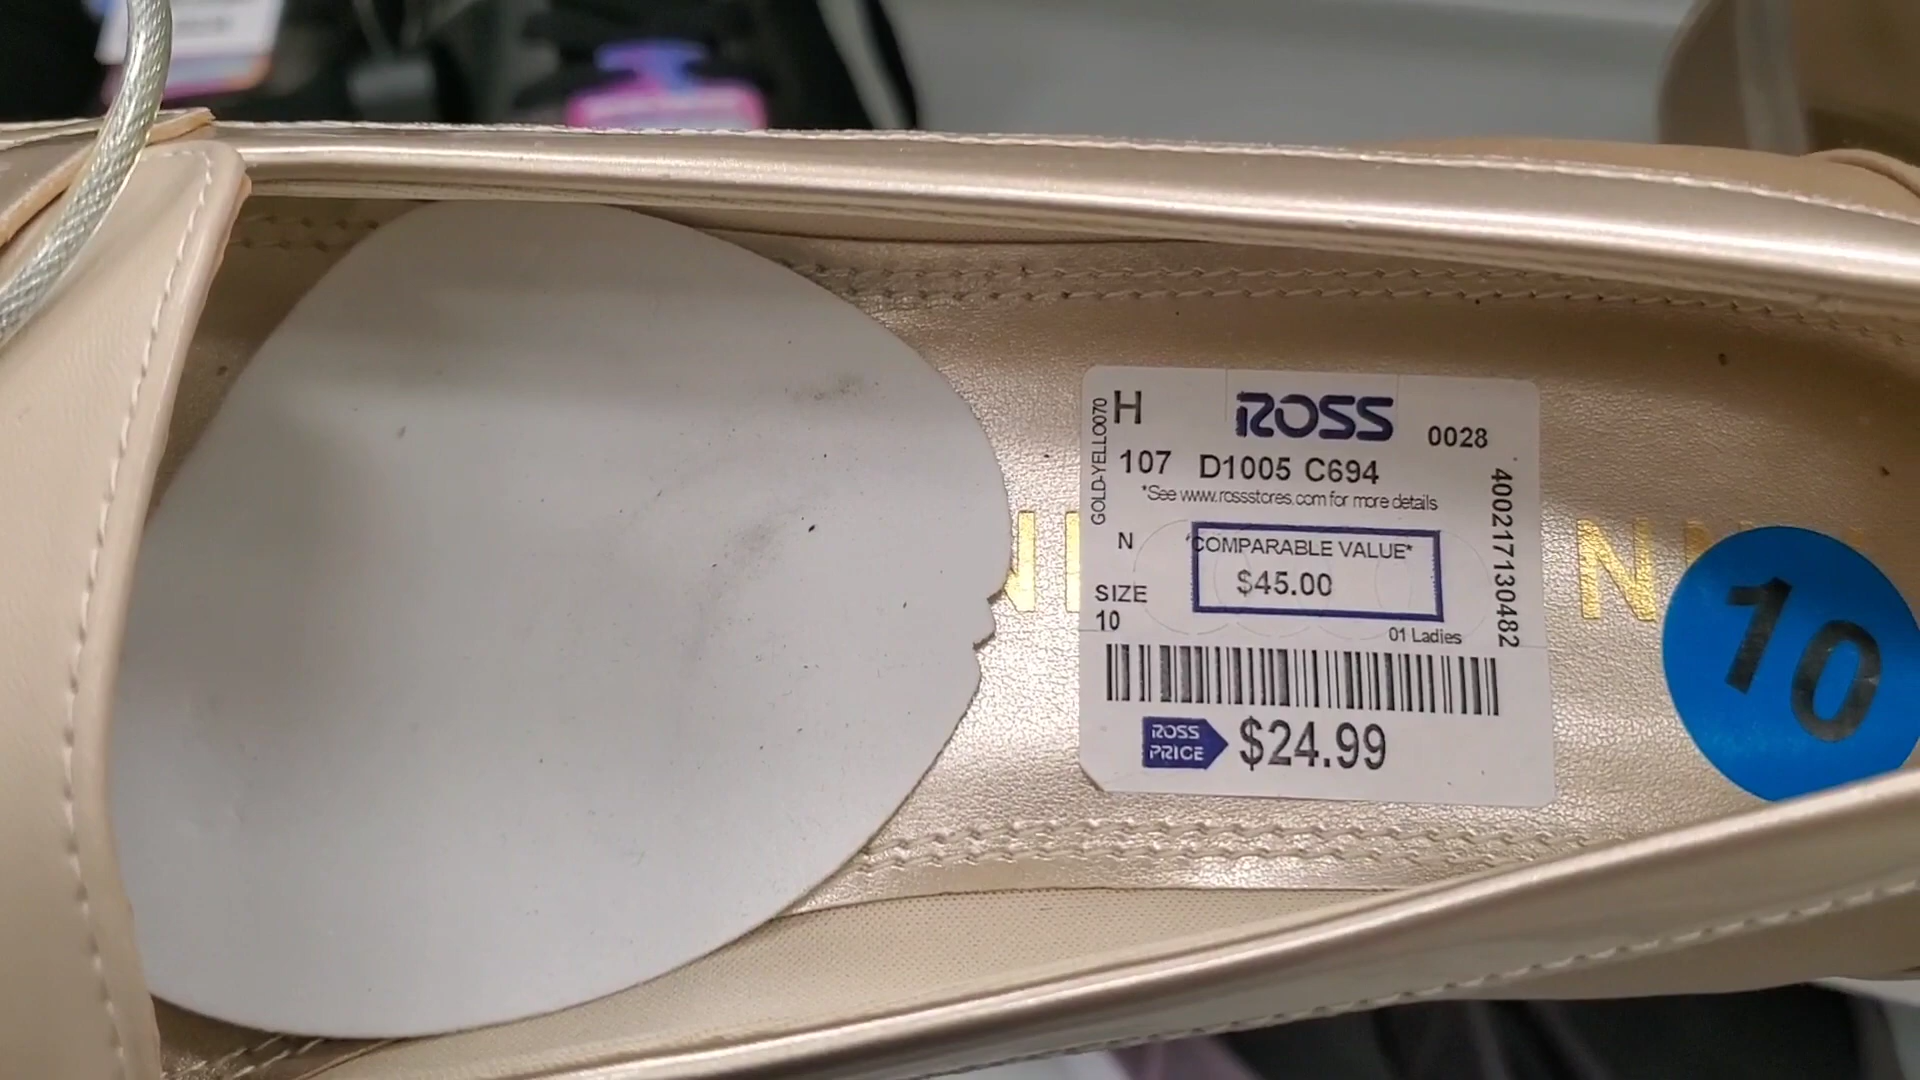 H
ROSS
0028
GOLD-YELLO070
107 D1005 C694
*See www.rossstores.com for more details
400217130482
N
COMPARABLE VALUE*
$45.00
SIZE
10
01 Ladies
ROSS
PRICE
$24.99
10